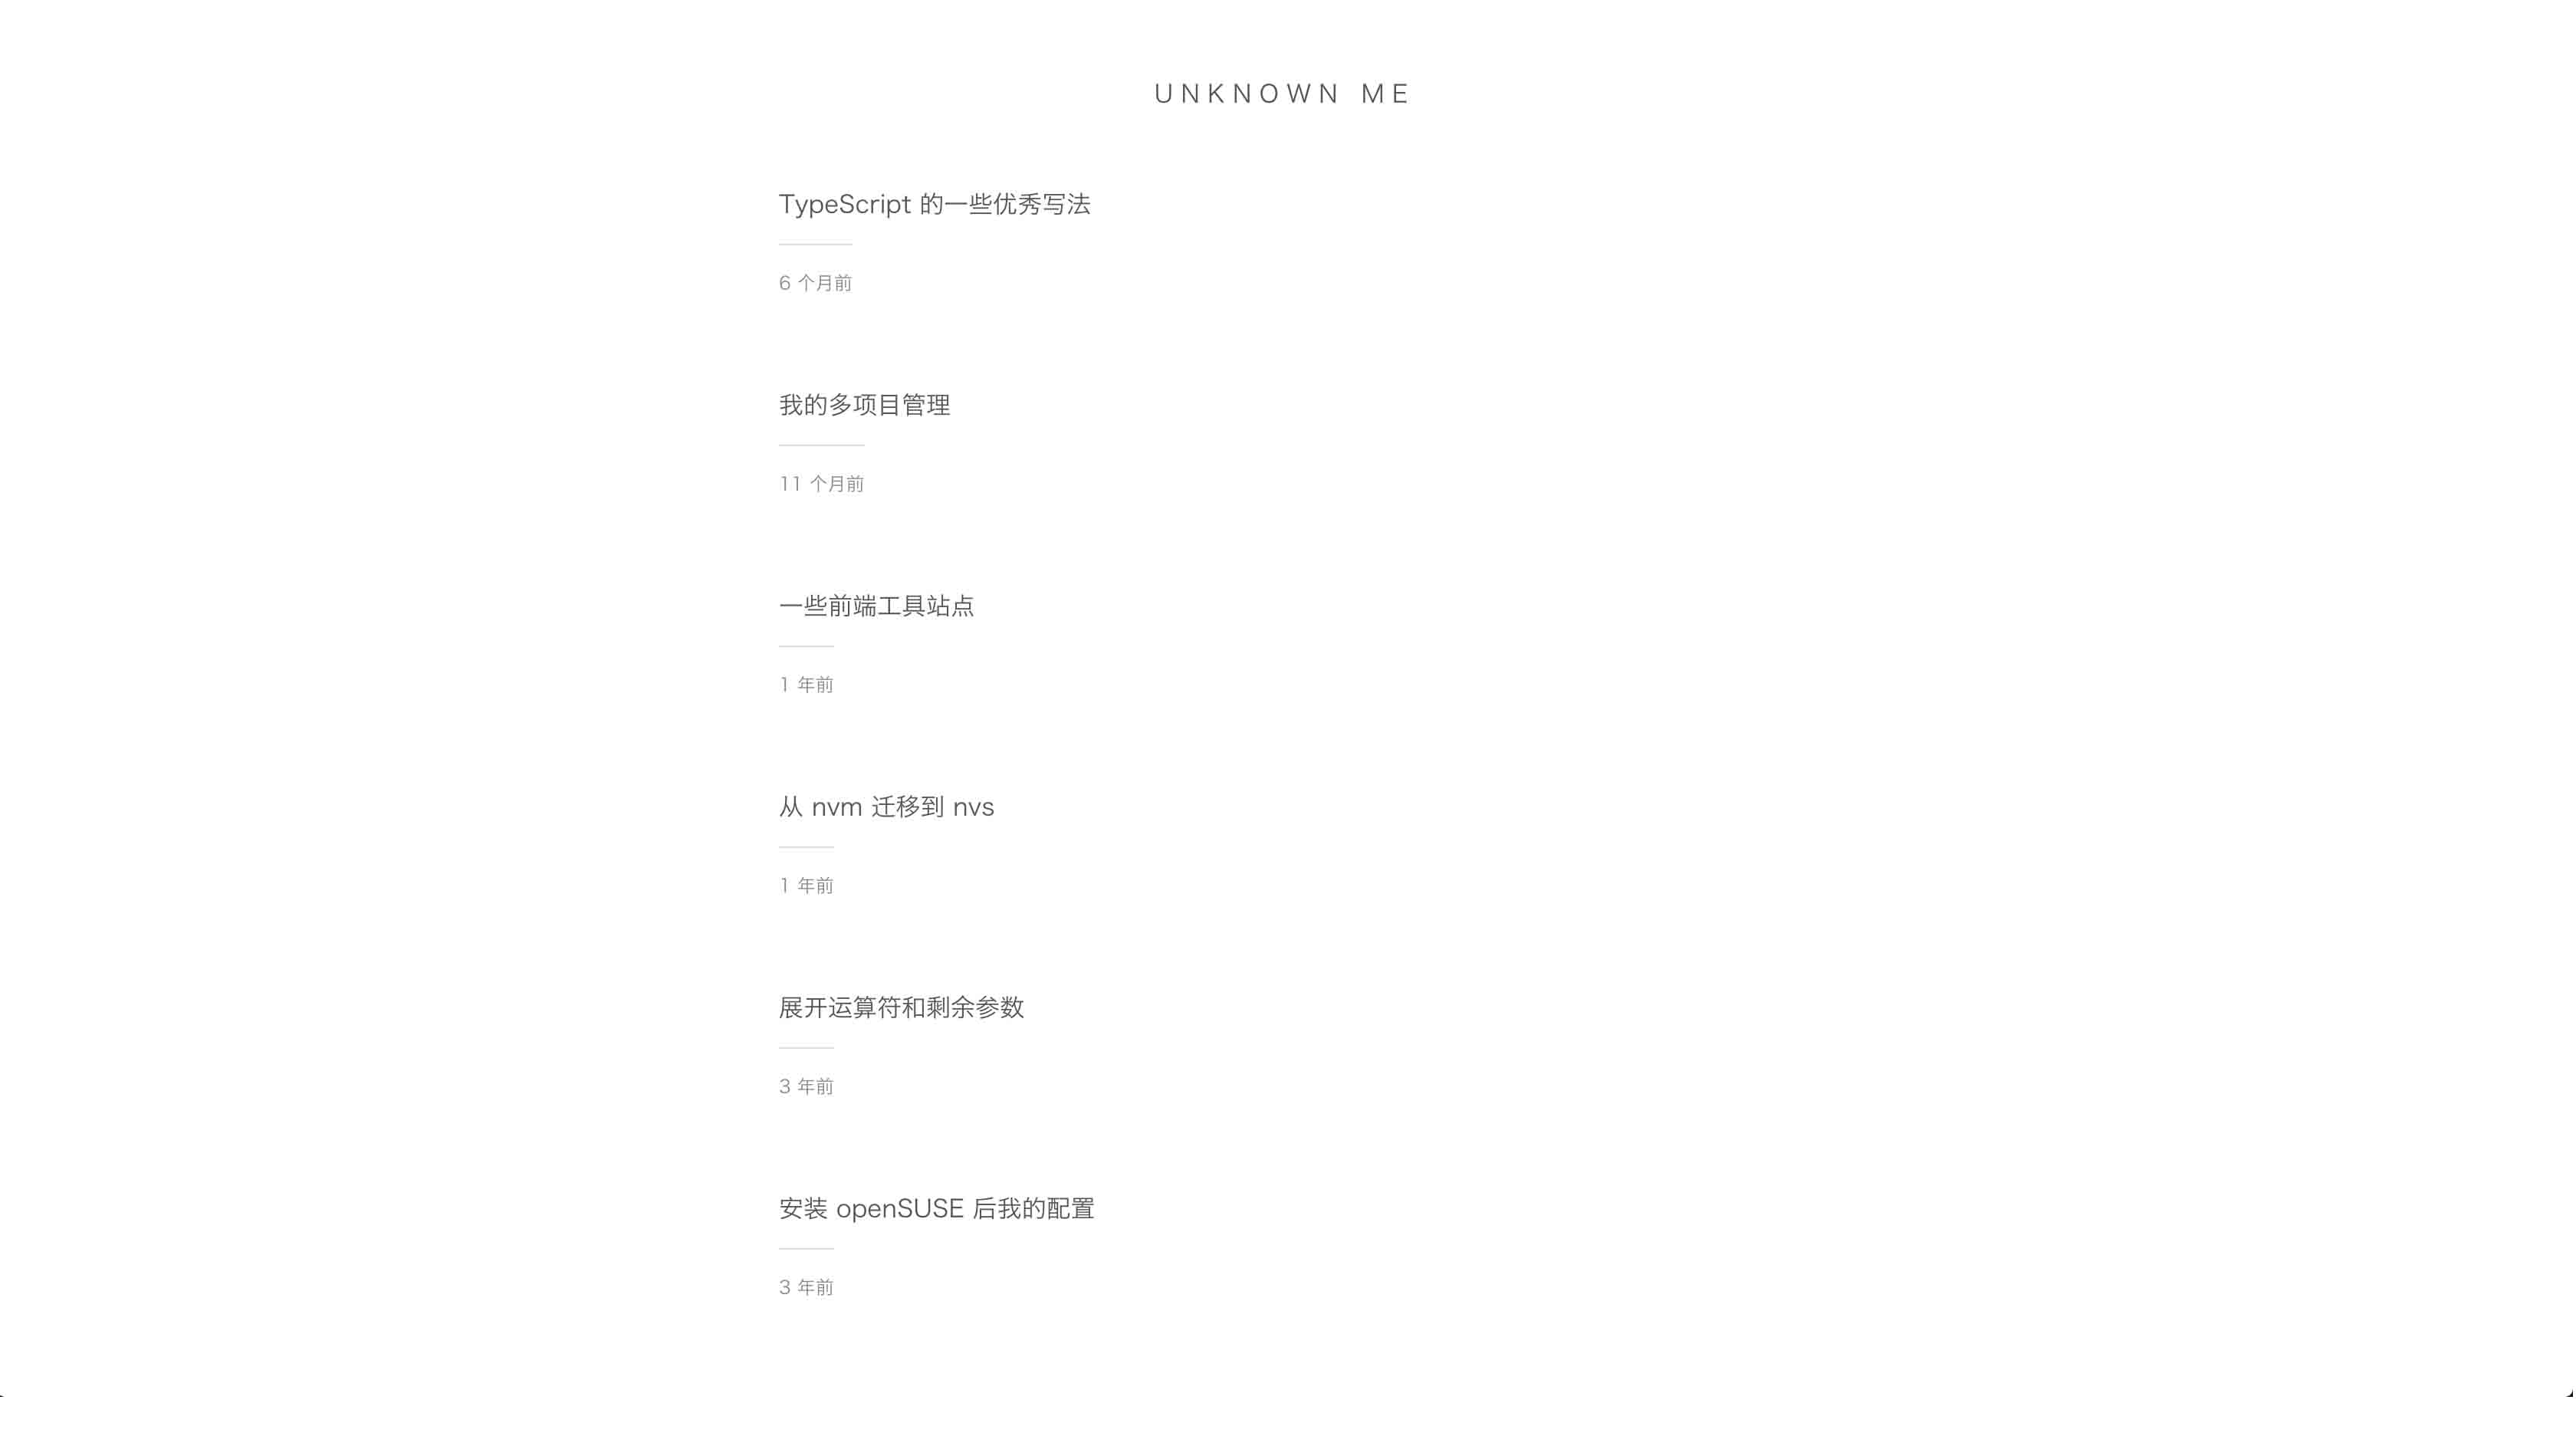 UNKNOWN ME
TypeScript 的一些优秀写法
6 个月前
我的多项目管理
11 个月前
一些前端工具站点
1 年前
从 nvm 迁移到 nvs
1 年前
展开运算符和剩余参数
3 年前
安装 openSUSE 后我的配置
3 年前